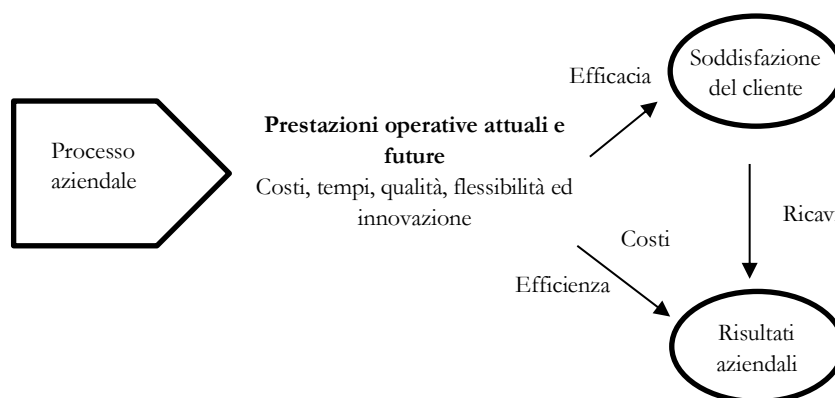 Processo
aziendale
Prestazioni operative attuali e
future
Costi, tempi, qualità, flessibilità ed
innovazione
Efficacia
Soddisfazione
del cliente
Costi
Efficienza
Ricav
Risultati
aziendali